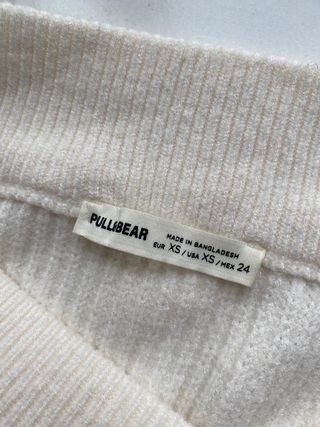 PULL&BEAR
MADE IN BANGLADESH
EUR XS / USA XS / MEX 24